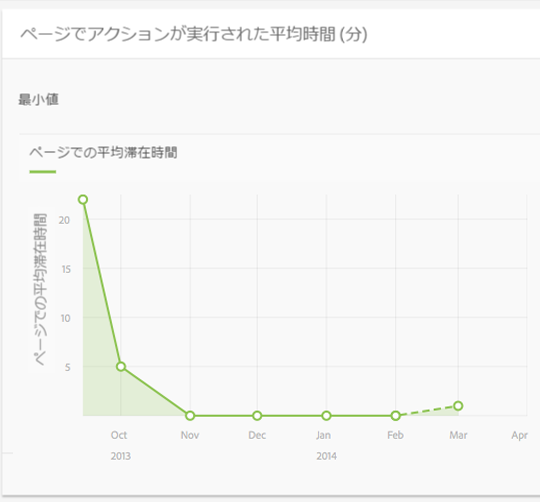 ページでアクションが実行された平均時間 (分)
最小値
ページでの平均滞在時間
ページでの平均滞在時間
20
15
10
5
Oct Nov Dec Jan Feb Mar Apr
2013 2014